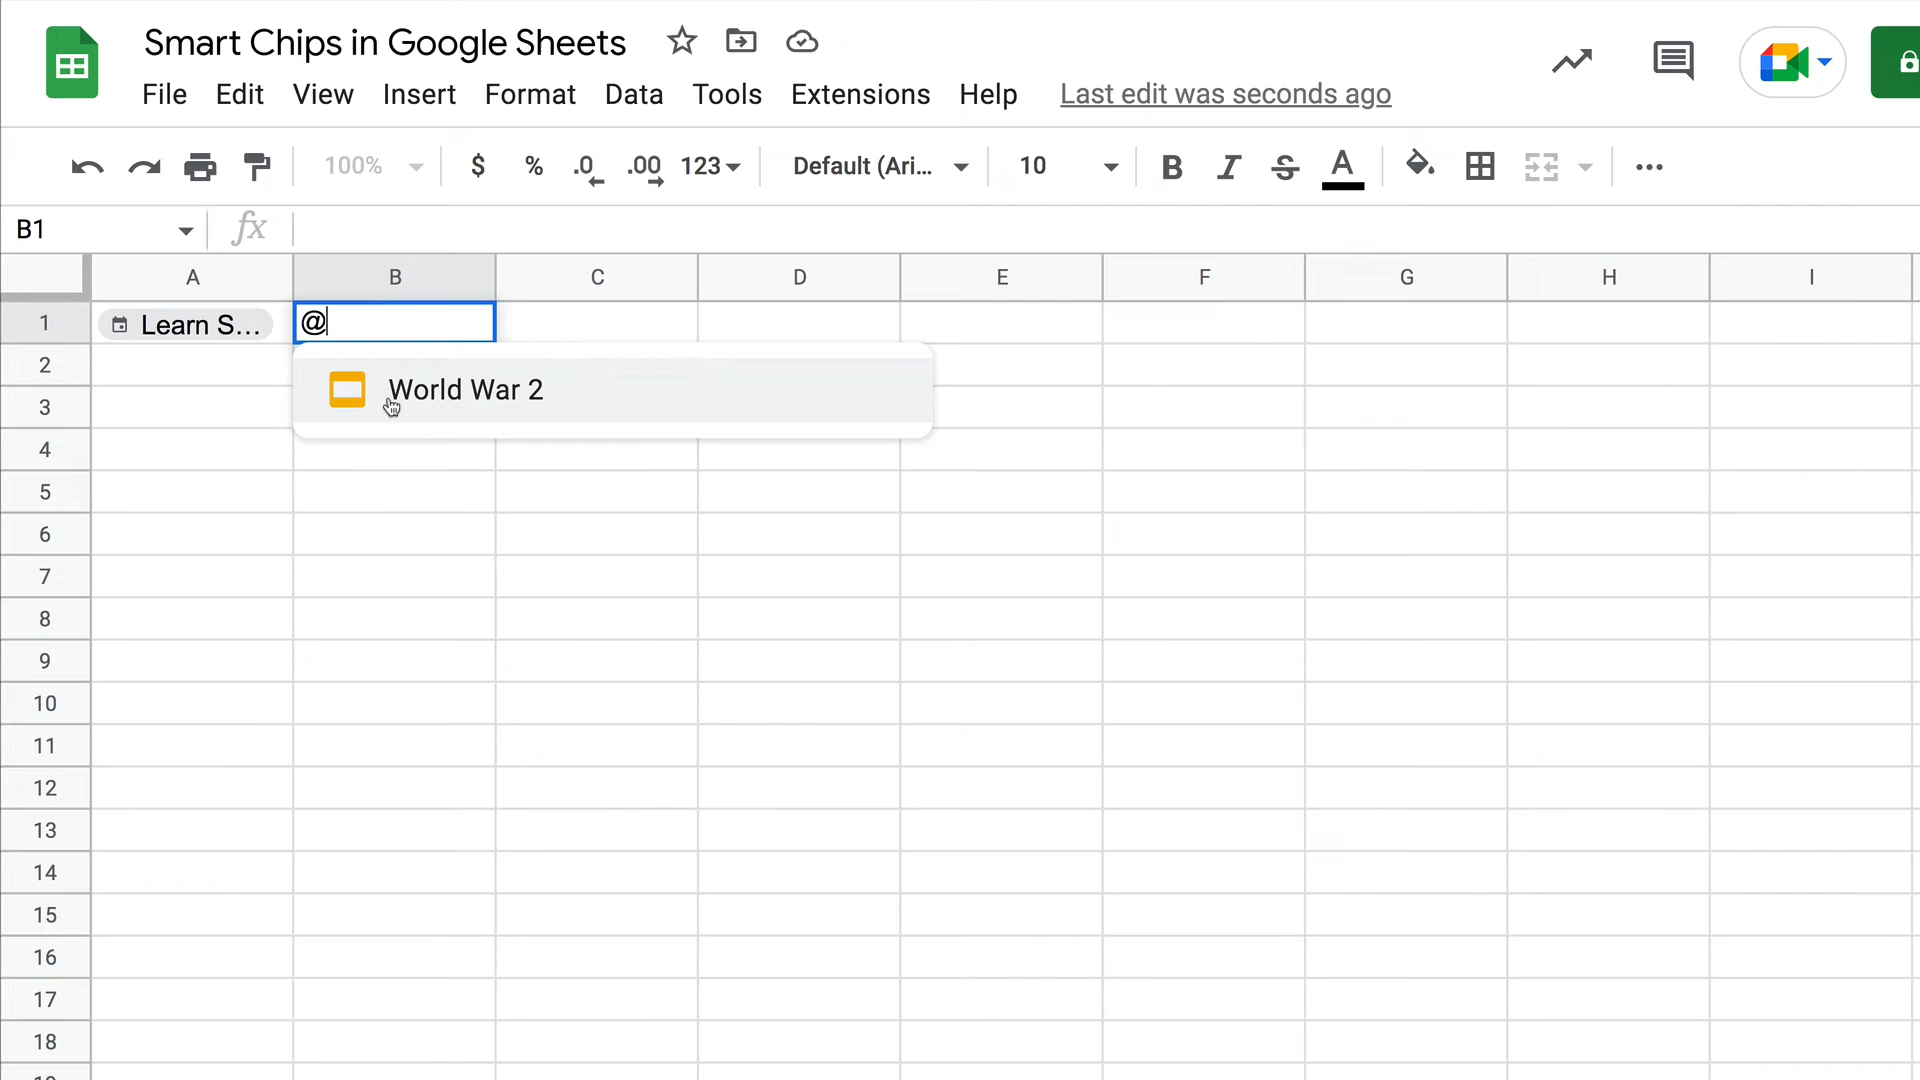 Smart Chips in Google Sheets
File Edit View Insert Format Data Tools Extensions Help Last edit was seconds ago
100% $ % .0 .00 123 Default (Ari... 10 B I S A
B1 fx
A B C D E F G H I
1 Learn S... @
2 World War 2
3
4
5
6
7
8
9
10
11
12
13
14
15
16
17
18